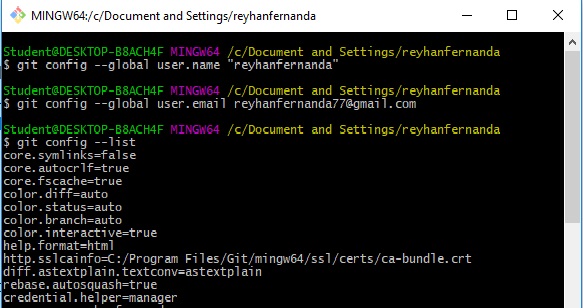 MINGW64:/c/Document and Settings/reyhanfernanda
Student@DESKTOP-B8ACH4F MINGW64 /c/Document and Settings/reyhanfernanda
$ git config --global user.name "reyhanfernanda"
Student@DESKTOP-B8ACH4F MINGW64 /c/Document and Settings/reyhanfernanda
$ git config --global user.email reyhanfernanda77@gmail.com
Student@DESKTOP-B8ACH4F MINGW64 /c/Document and Settings/reyhanfernanda
$ git config --list
core.symlinks=false
core.autocrlf=true
core.fscache=true
color.diff=auto
color.status=auto
color.branch=auto
color.interactive=true
help.format=html
http.sslcainfo=C:/Program Files/Git/mingw64/ssl/certs/ca-bundle.crt
diff.astextplain.textconv=astextplain
rebase.autosquash=true
credential.helper=manager